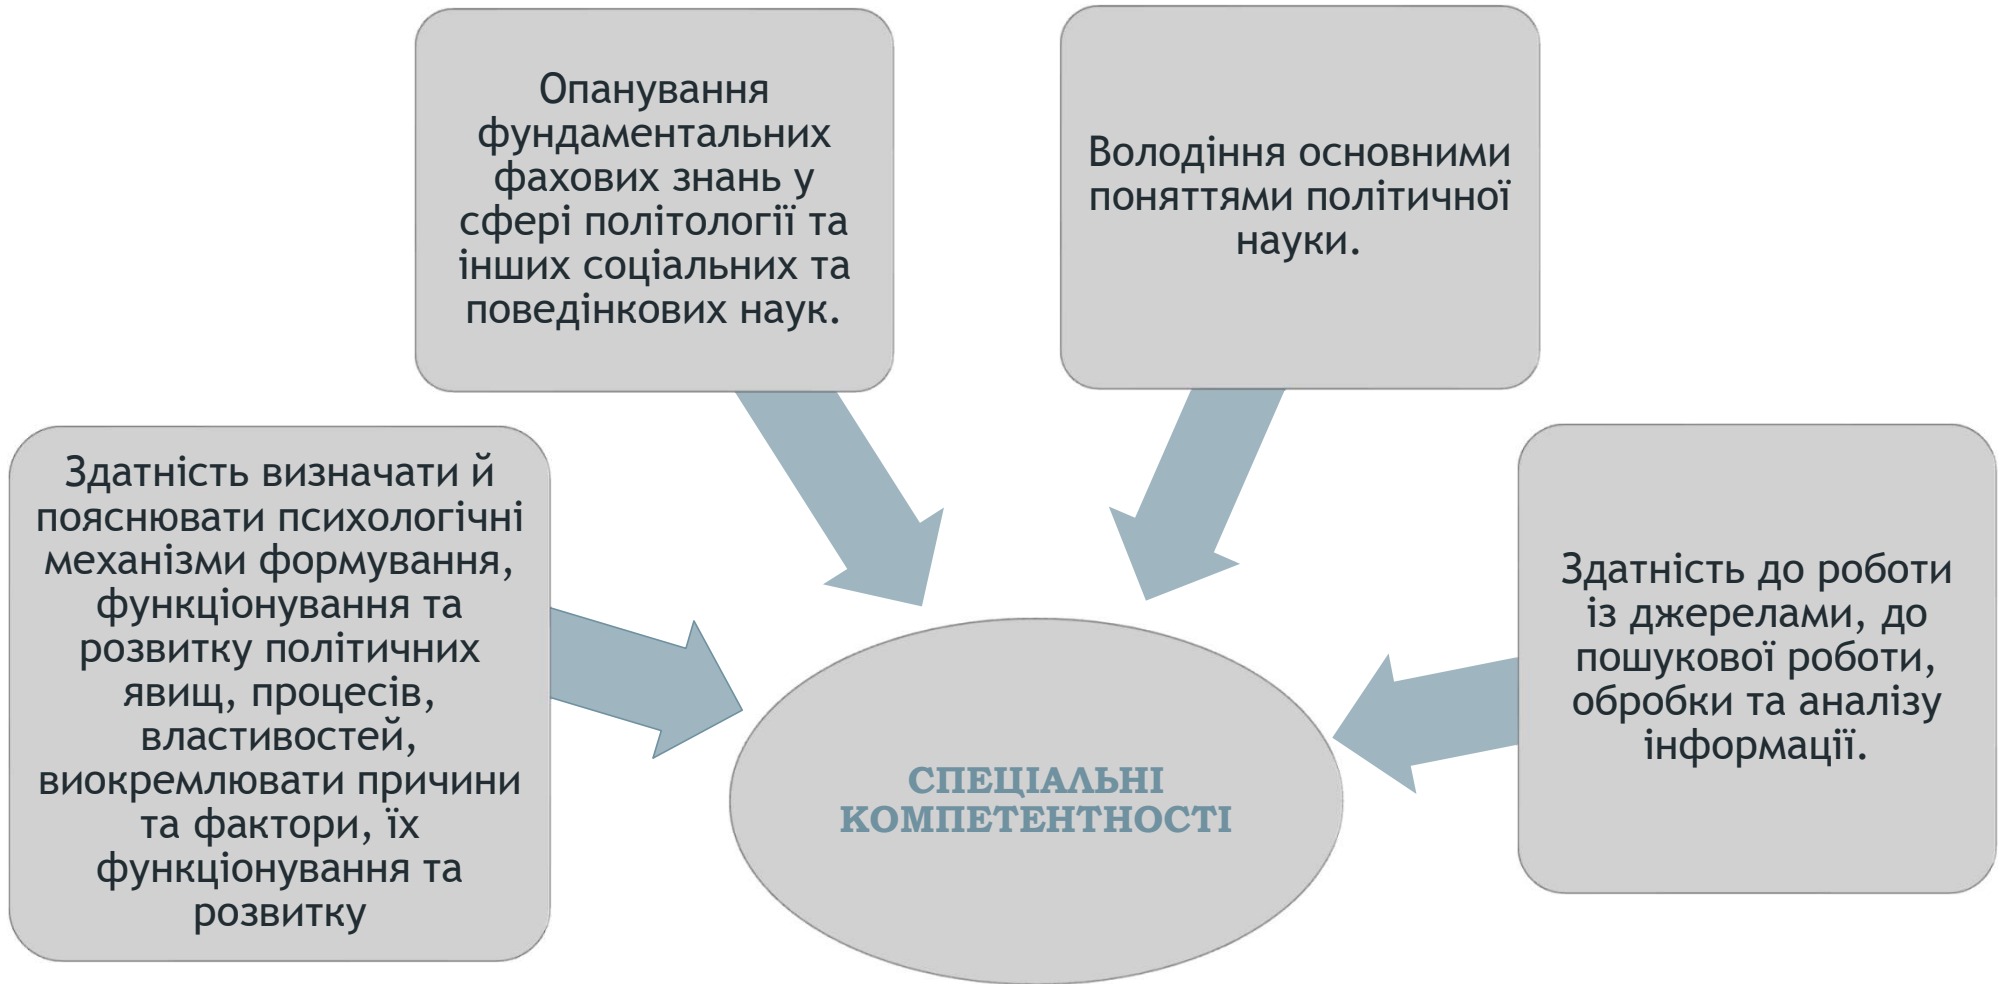 Опанування
фундаментальних
фахових знань у
сфері політології та
інших соціальних та
поведінкових наук.
Володіння основними
поняттями політичної
науки.
Здатність визначати й
пояснювати психологічні
механізми формування,
функціонування та
розвитку політичних
явищ, процесів,
властивостей,
виокремлювати причини
та фактори, їх
функціонування та
розвитку
Здатність до роботи
із джерелами, до
пошукової роботи,
обробки та аналізу
інформації.
СПЕЦІАЛЬНІ
КОМПЕТЕНТНОСТІ